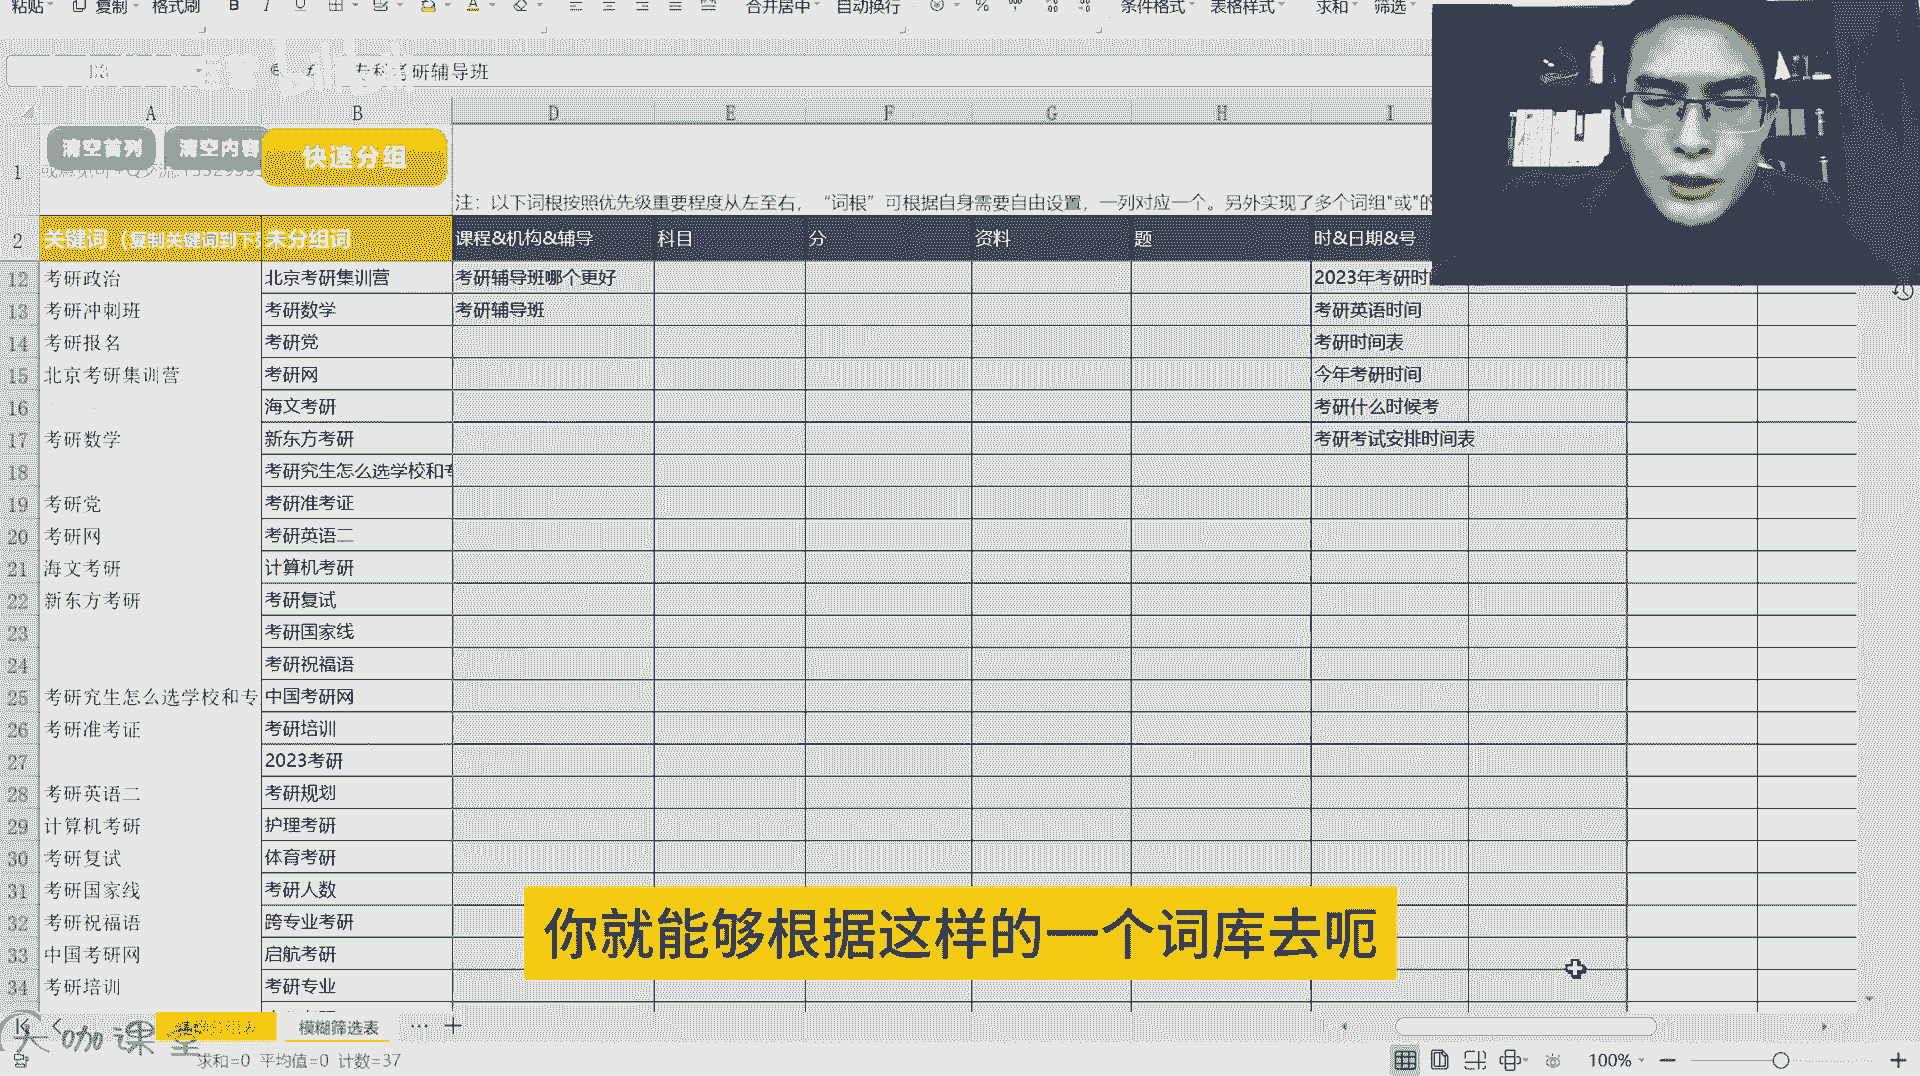 粘贴 复制 格式刷 B I U A 合并居中 自动换行 % 条件格式 表格样式 求和 筛选
专科考研辅导班
A B D E F G H I
1 清空首列 清空内容 快速分组
注：以下词根按照优先级重要程度从左至右，“词根”可根据自身需要自由设置，一列对应一个。另外实现了多个词组"或"的
2 关键词（复制关键词到下 未分组词 课程&机构&辅导 科目 分 资料 题 时&日期&号
12 考研政治 北京考研集训营 考研辅导班哪个更好 2023年考研时
13 考研冲刺班 考研数学 考研辅导班 考研英语时间
14 考研报名 考研党 考研时间表
15 北京考研集训营 考研网 今年考研时间
16 海文考研 考研什么时候考
17 考研数学 新东方考研 考研考试安排时间表
18 考研究生怎么选学校和专
19 考研党 考研准考证
20 考研网 考研英语二
21 海文考研 计算机考研
22 新东方考研 考研复试
23 考研国家线
24 考研祝福语
25 考研究生怎么选学校和专 中国考研网
26 考研准考证 考研培训
27 2023考研
28 考研英语二 考研规划
29 计算机考研 护理考研
30 考研复试 体育考研
31 考研国家线 考研人数
32 考研祝福语 跨专业考研
33 中国考研网 启航考研
34 考研培训 考研专业
你就能够根据这样的一个词库去呃
模糊筛选表 ··· +
大咖课堂
求和=0 平均值=0 计数=37 100% − +